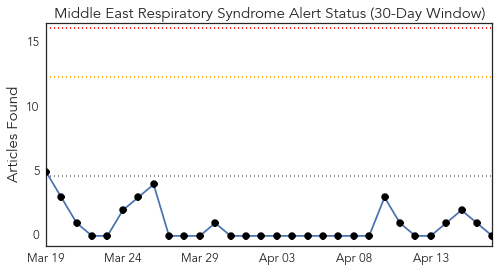 Middle East Respiratory Syndrome Alert Status (30-Day Window)
15
10
5
0
Articles Found
Mar 19 Mar 24 Mar 29 Apr 03 Apr 08 Apr 13